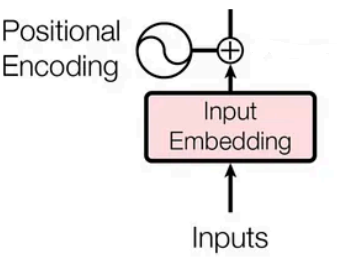 Positional
Encoding
Input
Embedding
Inputs